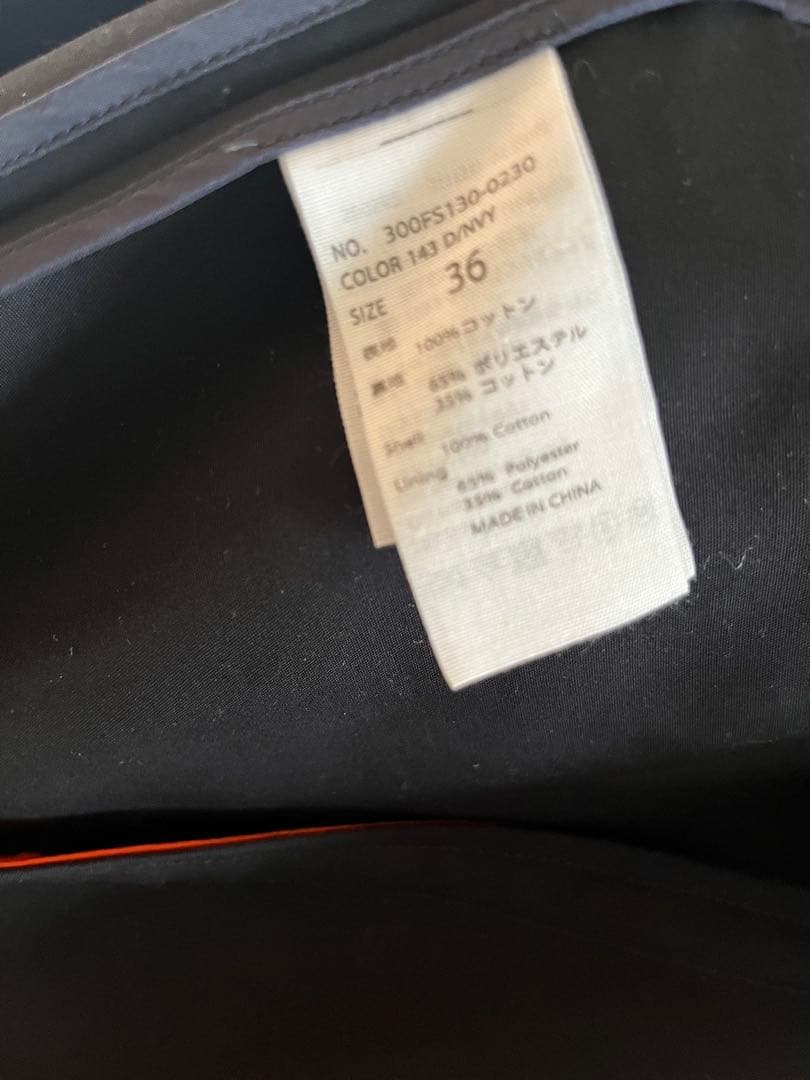 NO. 300FS130-0230
COLOR 143 D/NVY
SIZE 36
表地 100%コットン
裏地 65% ポリエステル
35% コットン
Shell 100% Cotton
Lining 65% Polyester
35% Cotton
MADE IN CHINA